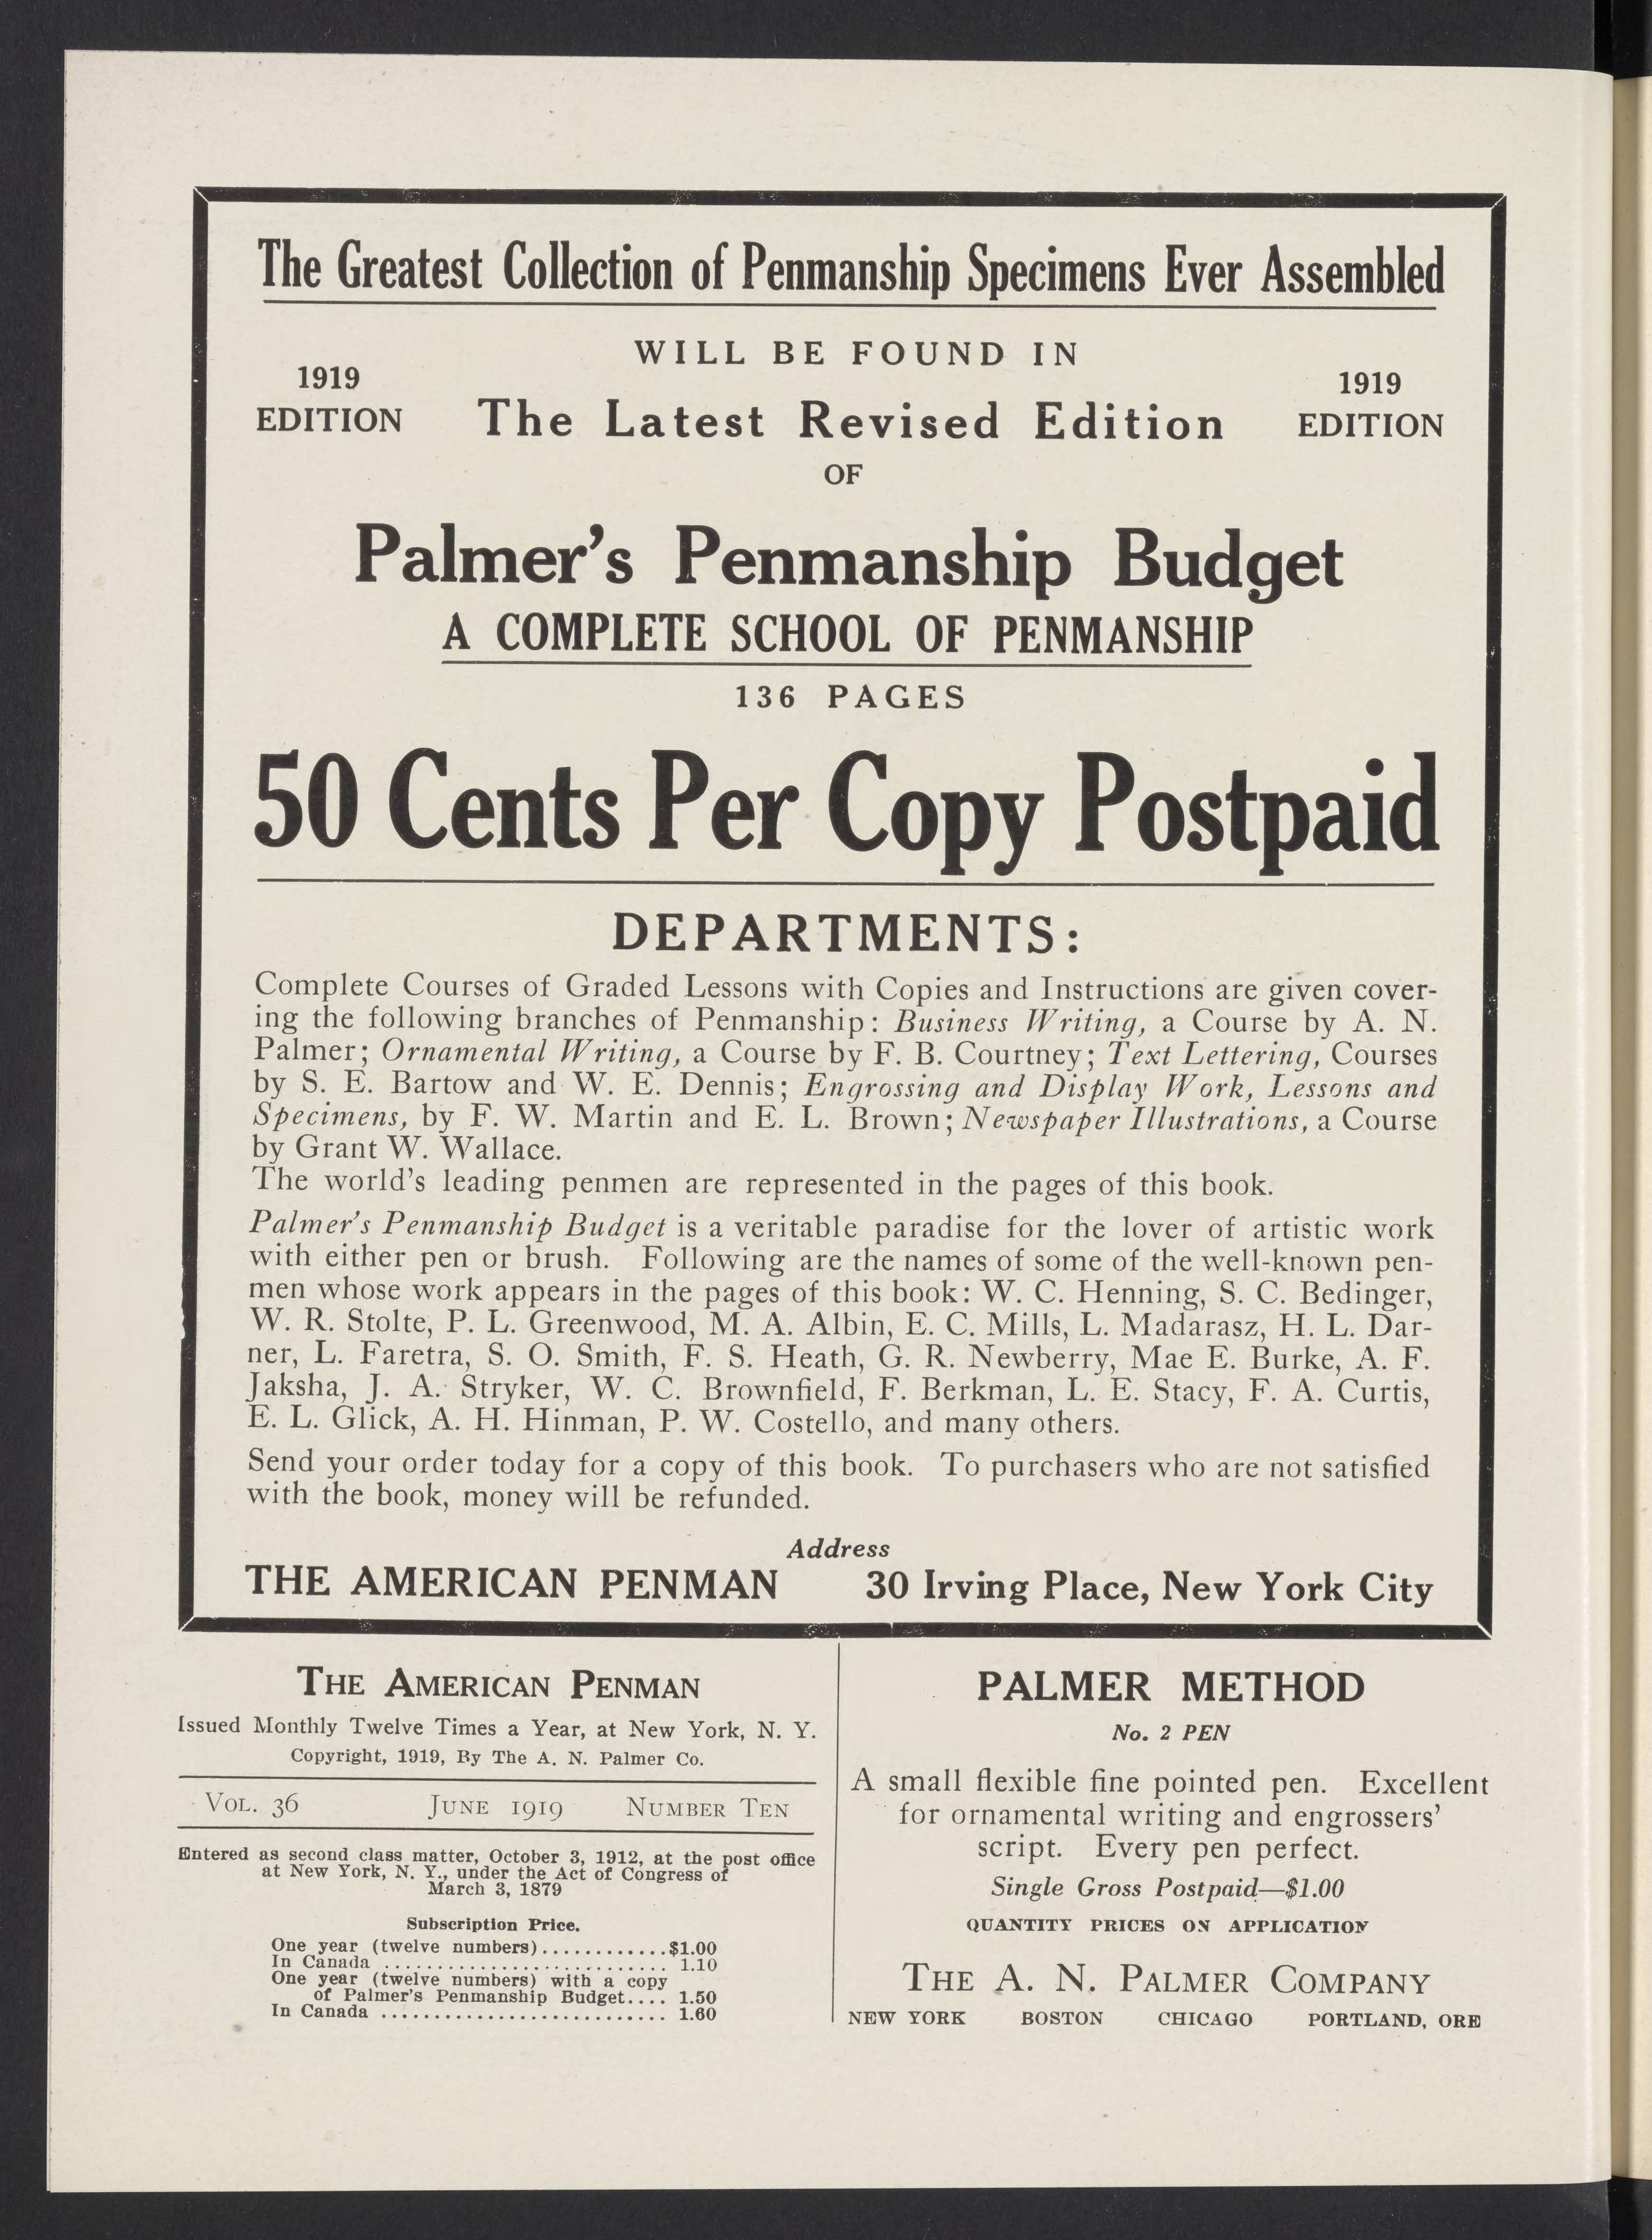 The Greatest Collection of Penmanship Specimens Ever Assembled
WILL BE FOUND IN
1919
EDITION
The Latest Revised Edition
1919
EDITION
OF
Palmer's Penmanship Budget
A COMPLETE SCHOOL OF PENMANSHIP
136 PAGES
50 Cents Per Copy Postpaid
DEPARTMENTS:
Complete Courses of Graded Lessons with Copies and Instructions are given cover-
ing the following branches of Penmanship: Business Writing, a Course by A. N.
Palmer; Ornamental Writing, a Course by F. B. Courtney; Text Lettering, Courses
by S. E. Bartow and W. E. Dennis; Engrossing and Display Work, Lessons and
Specimens, by F. W. Martin and E. L. Brown; Newspaper Illustrations, a Course
by Grant W. Wallace.
The world's leading penmen are represented in the pages of this book.
Palmer's Penmanship Budget is a veritable paradise for the lover of artistic work
with either pen or brush. Following are the names of some of the well-known pen-
men whose work appears in the pages of this book: W. C. Henning, S. C. Bedinger,
W. R. Stolte, P. L. Greenwood, M. A. Albin, E. C. Mills, L. Madarasz, H. L. Dar-
ner, L. Faretra, S. O. Smith, F. S. Heath, G. R. Newberry, Mae E. Burke, A. F.
Jaksha, J. A. Stryker, W. C. Brownfield, F. Berkman, L. E. Stacy, F. A. Curtis,
E. L. Glick, A. H. Hinman, P. W. Costello, and many others.
Send your order today for a copy of this book. To purchasers who are not satisfied
with the book, money will be refunded.
Address
THE AMERICAN PENMAN 30 Irving Place, New York City
THE AMERICAN PENMAN
Issued Monthly Twelve Times a Year, at New York, N. Y.
Copyright, 1919, By The A. N. Palmer Co.
VOL. 36 JUNE 1919 NUMBER TEN
Entered as second class matter, October 3, 1912, at the post office
at New York, N. Y., under the Act of Congress of
March 3, 1879
Subscription Price.
One year (twelve numbers)............$1.00
In Canada ........................... 1.10
One year (twelve numbers) with a copy
of Palmer's Penmanship Budget.... 1.50
In Canada ........................... 1.60
PALMER METHOD
No. 2 PEN
A small flexible fine pointed pen. Excellent
for ornamental writing and engrossers'
script. Every pen perfect.
Single Gross Postpaid—$1.00
QUANTITY PRICES ON APPLICATION
THE A. N. PALMER COMPANY
NEW YORK BOSTON CHICAGO PORTLAND, ORE